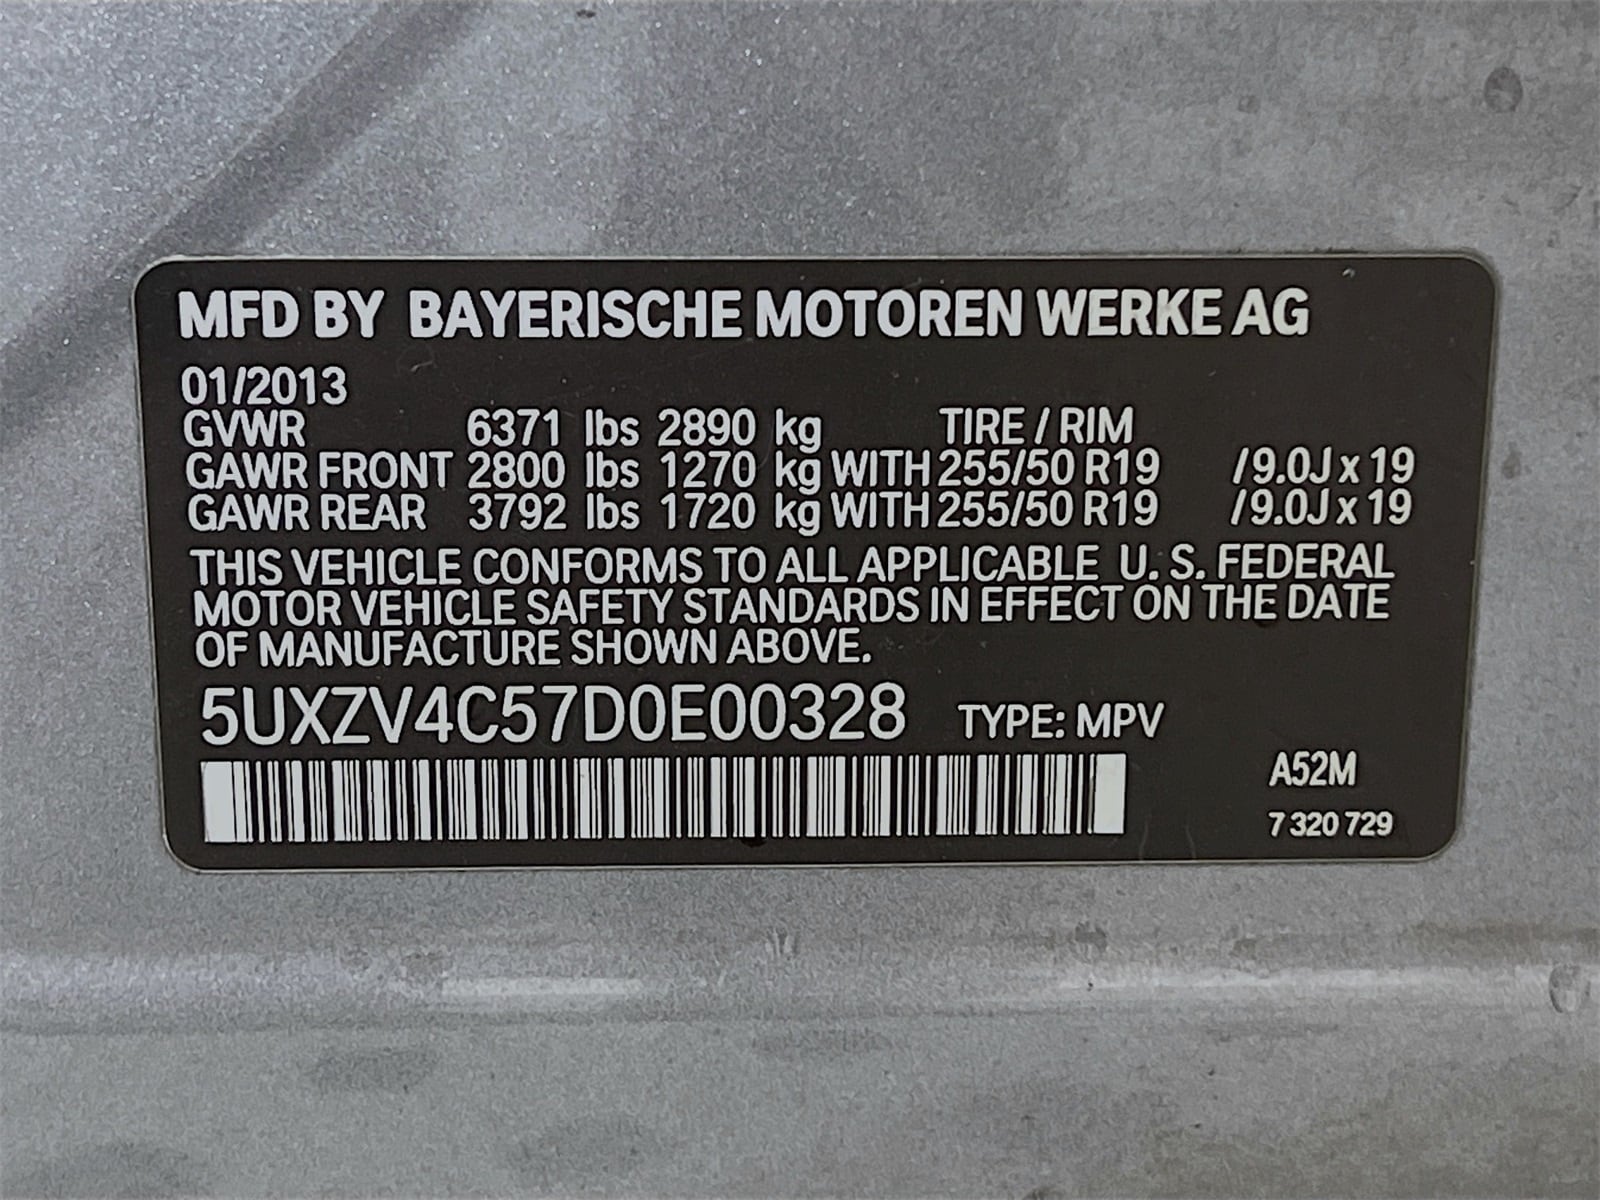 MFD BY BAYERISCHE MOTOREN WERKE AG
01/2013
GVWR 6371 lbs 2890 kg TIRE / RIM
GAWR FRONT 2800 lbs 1270 kg WITH 255/50 R19 /9.0J x 19
GAWR REAR 3792 lbs 1720 kg WITH 255/50 R19 /9.0J x 19
THIS VEHICLE CONFORMS TO ALL APPLICABLE U. S. FEDERAL
MOTOR VEHICLE SAFETY STANDARDS IN EFFECT ON THE DATE
OF MANUFACTURE SHOWN ABOVE.
5UXZV4C57D0E00328 TYPE: MPV
A52M
7 320 729